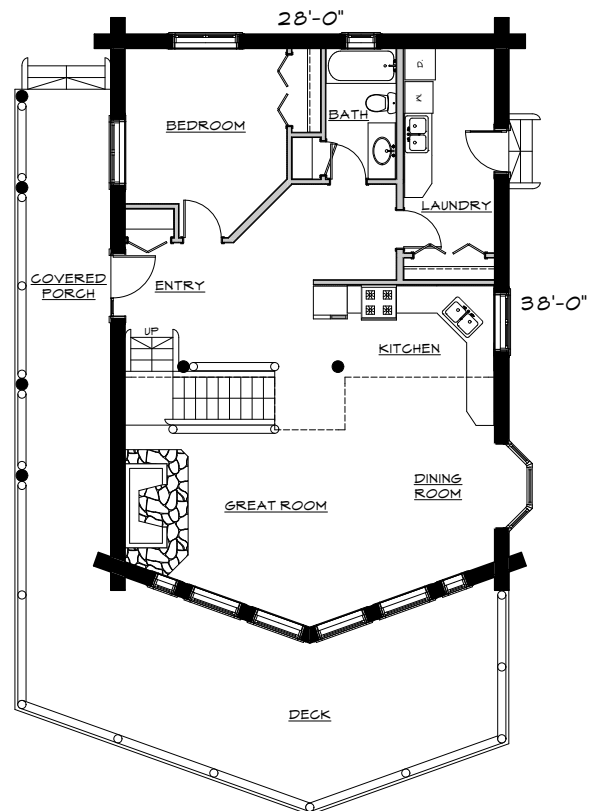 28'-0"
D.
W.
BATH
BEDROOM
LAUNDRY
COVERED
PORCH
ENTRY
38'-0"
UP
KITCHEN
DINING
ROOM
GREAT ROOM
DECK